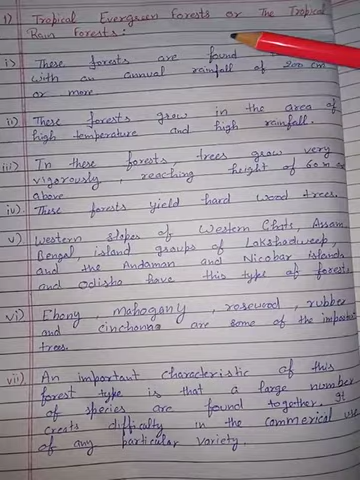 1) Tropical Evergreen Forests or The Tropical
Rain Forests :
i) These forests are found
with an annual rainfall of 200 cm
or more
ii) These forests grow in the area of
high temperature and high rainfall.
iii) In these forests, trees grow very
vigorously, reaching height of 60 m
above
iv) These forests yield hard wood trees.
v) Western slopes of Western Ghats, Assam
Bengal, island groups of Lakshadweep,
and the Andaman and Nicobar islands
and Odisha have this type of forests
vi) Ebony, mahogany, rosewood, rubber
and cinchonna are some of the important
trees.
vii) An important characteristic of this
forest type is that a large number
of species are found together. It
creats difficulty in the commerical use
of any particular variety.